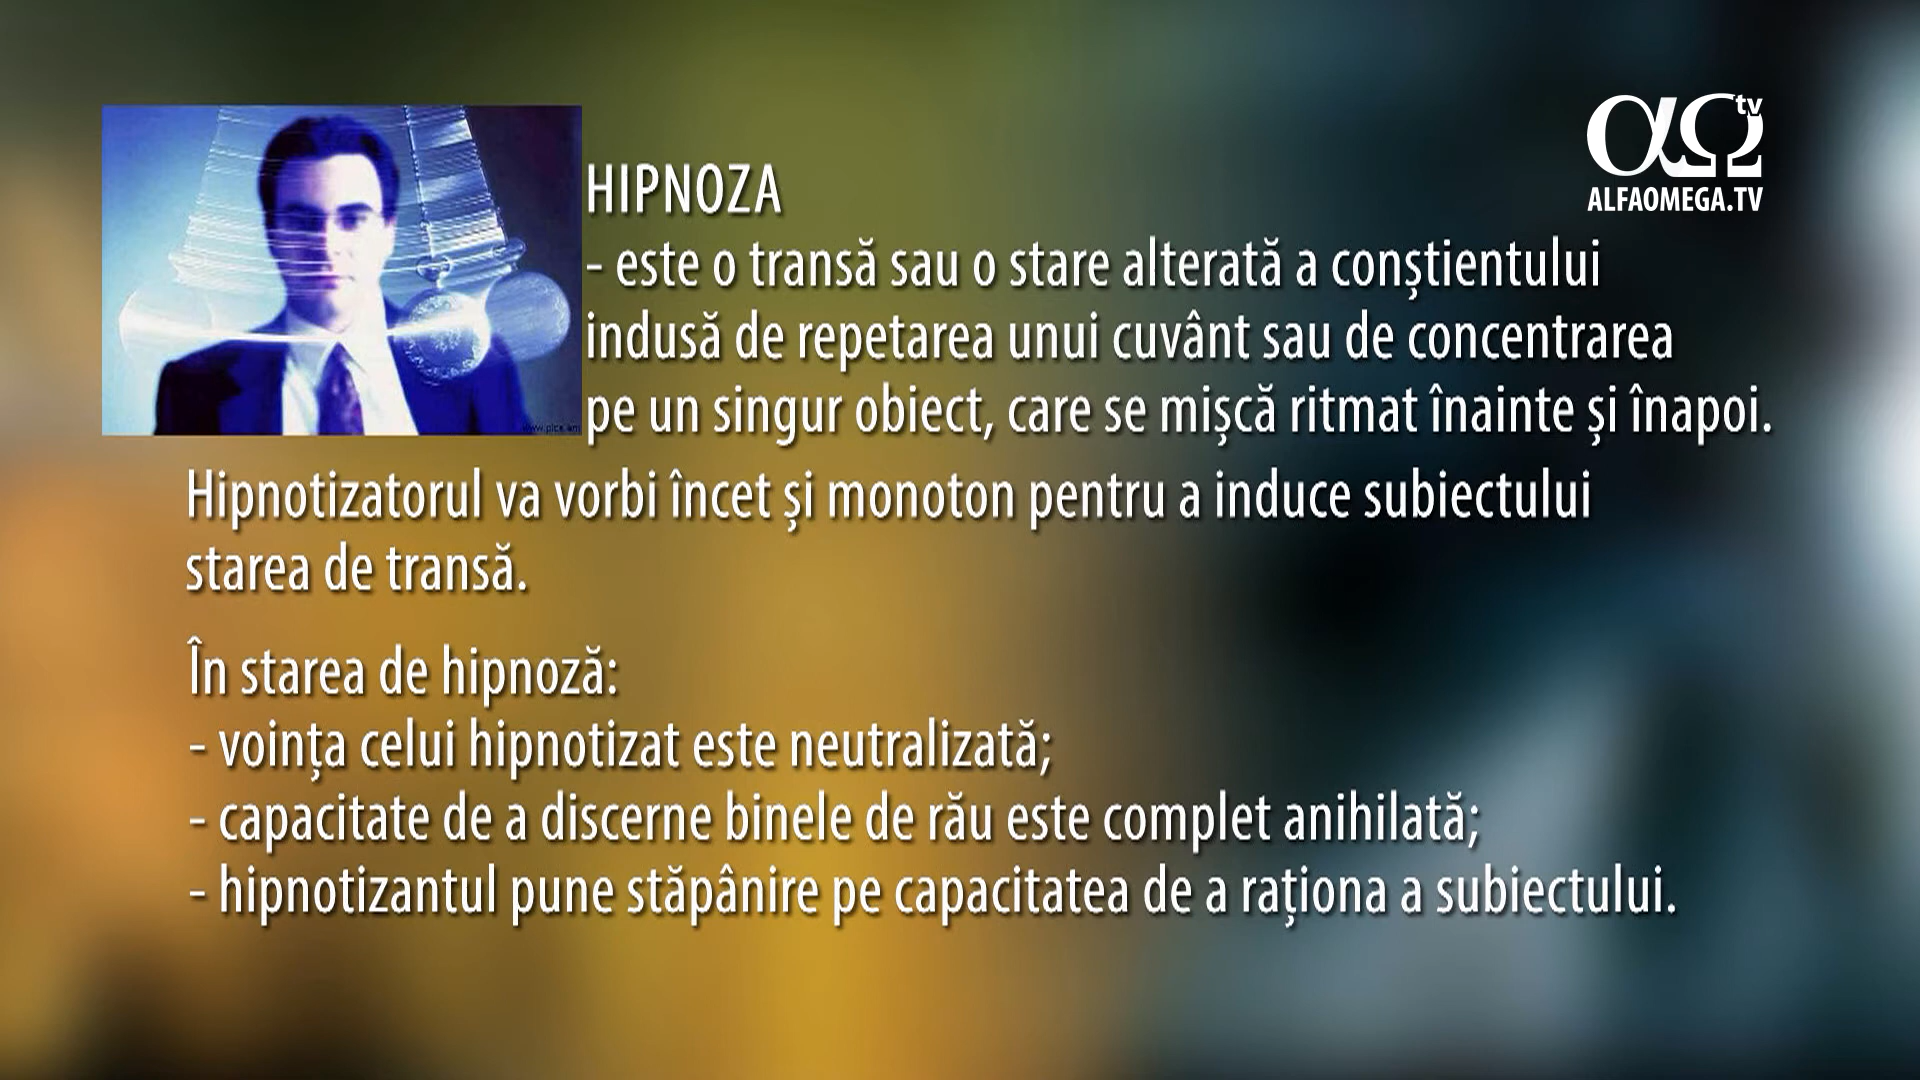 tv
ALFAOMEGA.TV
HIPNOZA
- este o transă sau o stare alterată a conștientului
indusă de repetarea unui cuvânt sau de concentrarea
pe un singur obiect, care se mișcă ritmat înainte și înapoi.
Hipnotizatorul va vorbi încet și monoton pentru a induce subiectului
starea de transă.
În starea de hipnoză:
- voința celui hipnotizat este neutralizată;
- capacitate de a discerne binele de rău este complet anihilată;
- hipnotizantul pune stăpânire pe capacitatea de a raționa a subiectului.